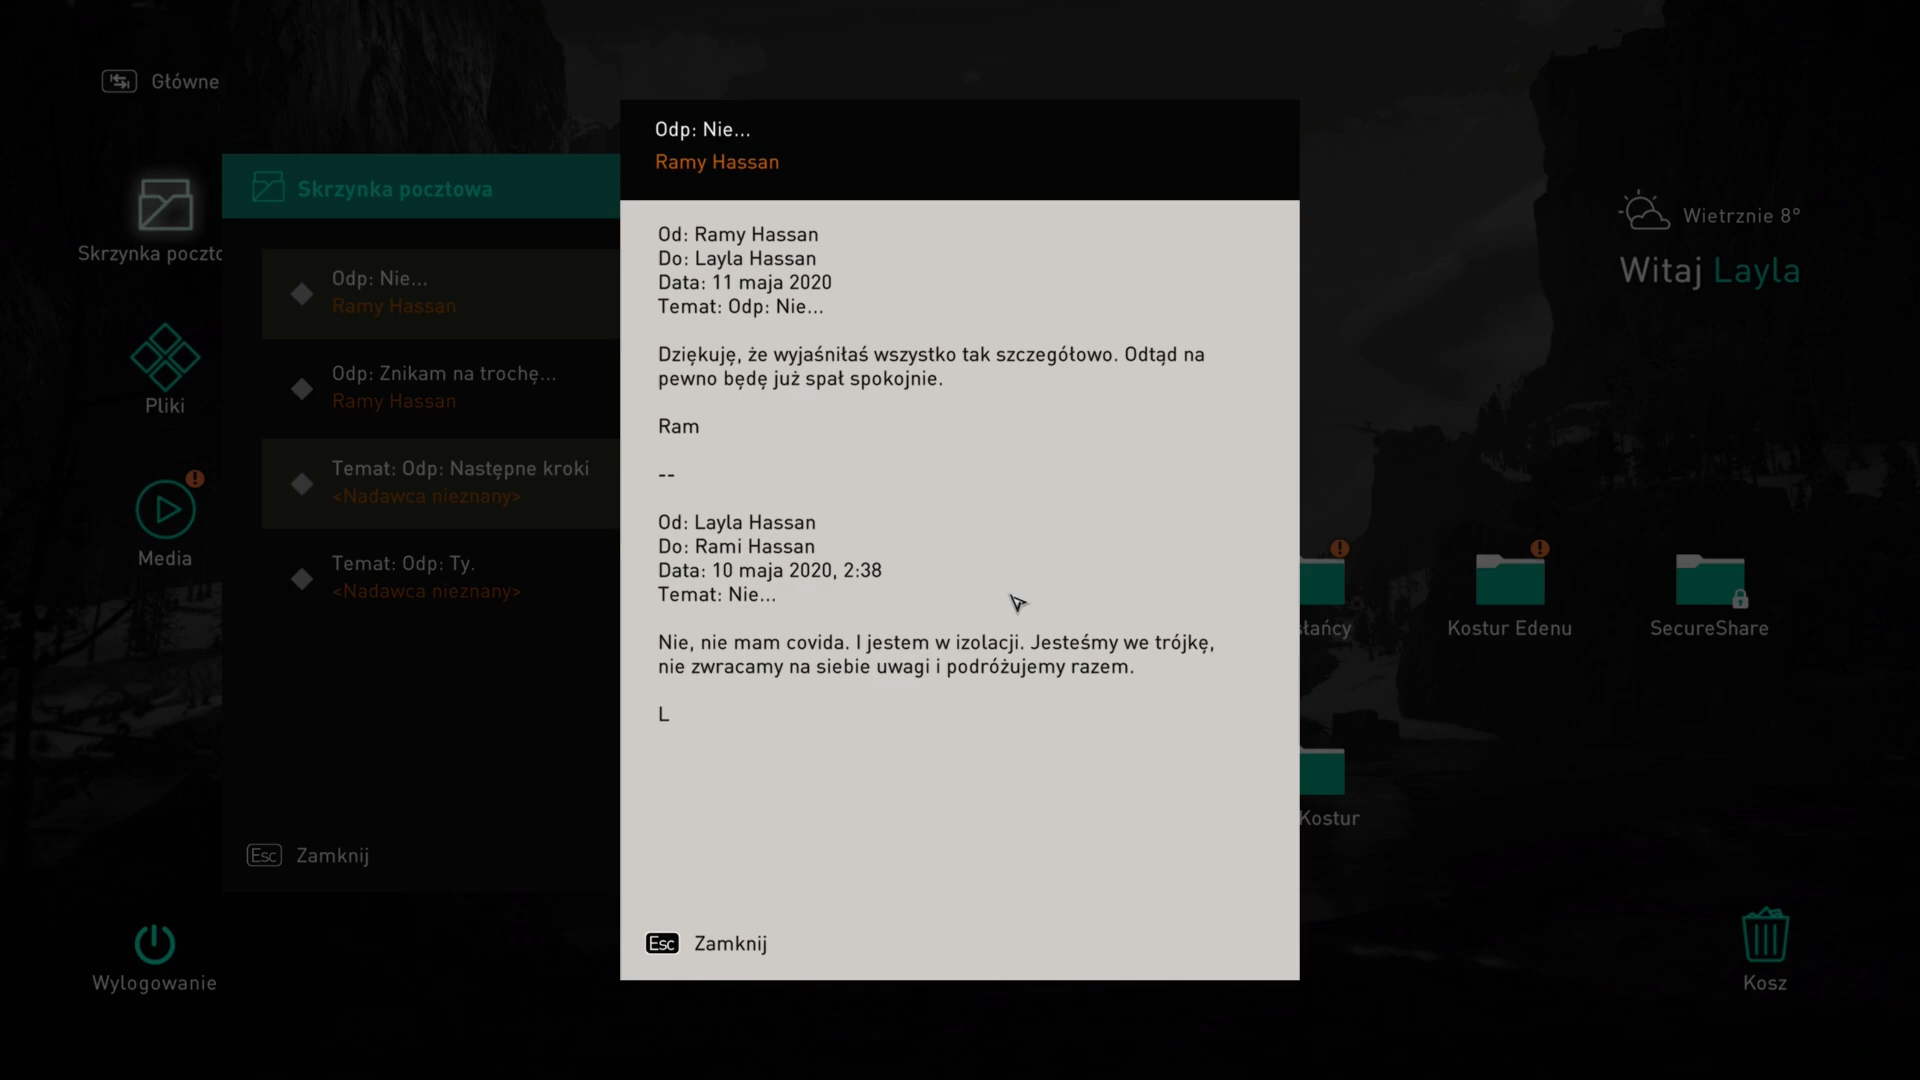 Główne
Skrzynka poczto
Pliki
Media
Wylogowanie
Skrzynka pocztowa
Odp: Nie...
Ramy Hassan
Odp: Znikam na trochę...
Ramy Hassan
Temat: Odp: Następne kroki
<Nadawca nieznany>
Temat: Odp: Ty.
<Nadawca nieznany>
Esc Zamknij
Odp: Nie...
Ramy Hassan
Od: Ramy Hassan
Do: Layla Hassan
Data: 11 maja 2020
Temat: Odp: Nie...
Dziękuję, że wyjaśniłaś wszystko tak szczegółowo. Odtąd na
pewno będę już spał spokojnie.
Ram
--
Od: Layla Hassan
Do: Rami Hassan
Data: 10 maja 2020, 2:38
Temat: Nie...
Nie, nie mam covida. I jestem w izolacji. Jesteśmy we trójkę,
nie zwracamy na siebie uwagi i podróżujemy razem.
L
Esc Zamknij
Wietrznie 8°
Witaj Layla
Kostur Edenu
SecureShare
Kostur
Kosz